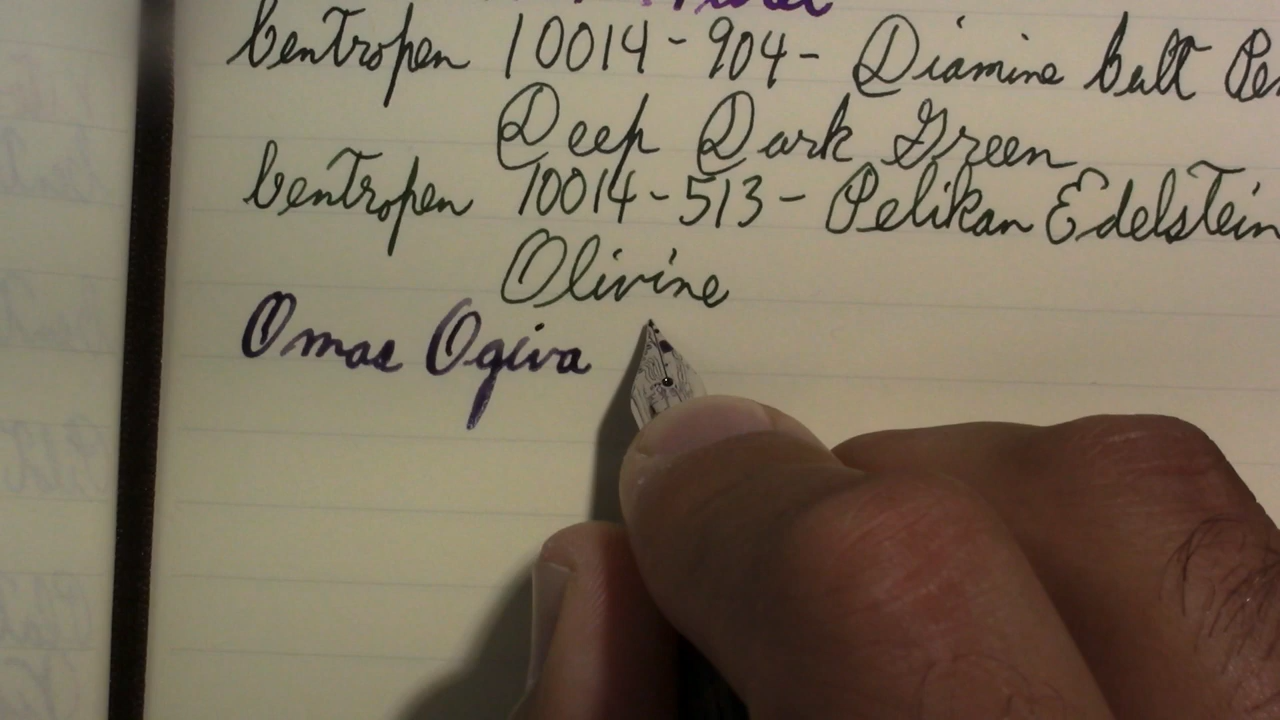 Centropen 10014-904- Diamine Salt
Deep Dark Green
Centropen 10014-513- Pelikan Edelstein
Olivine
Omas Ogiva